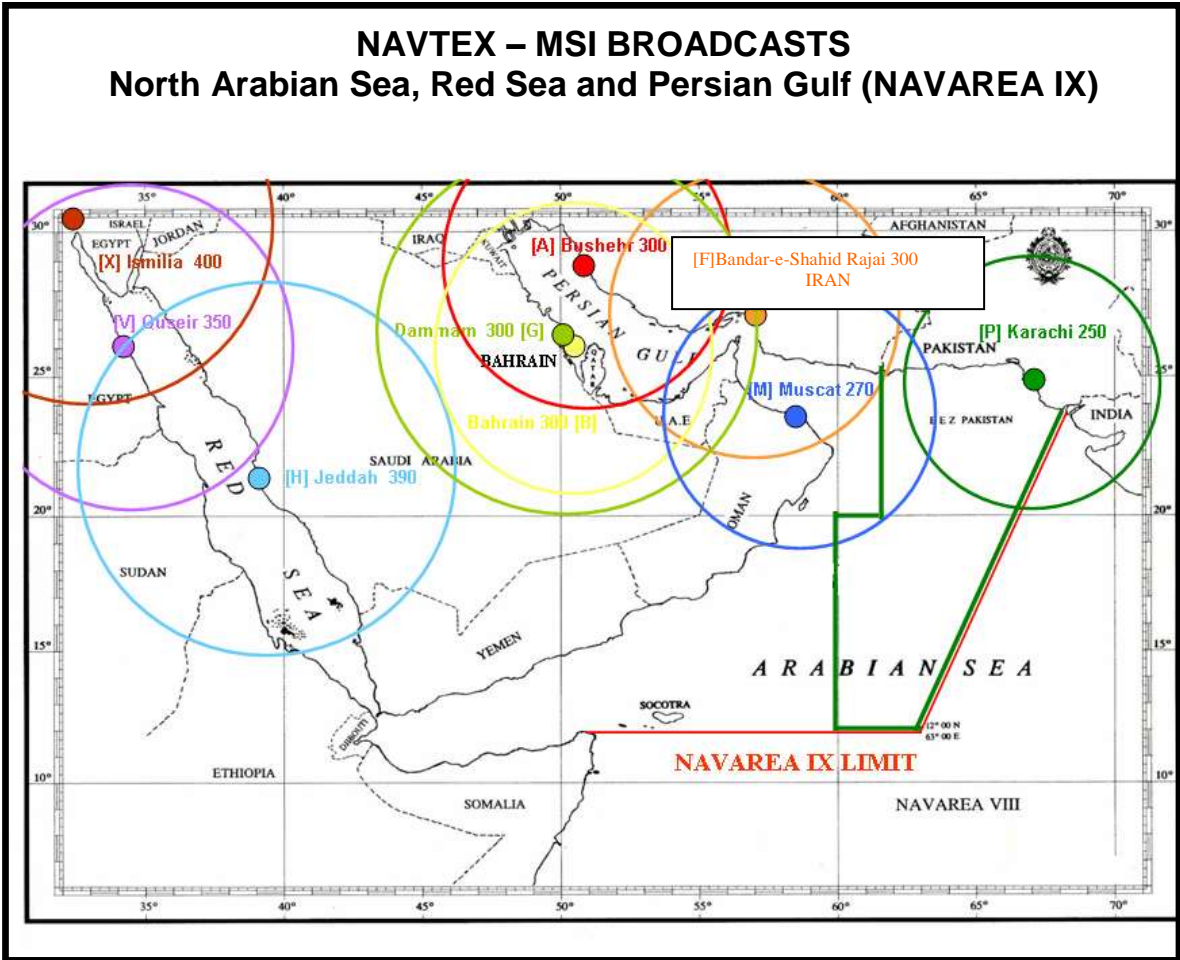 NAVTEX – MSI BROADCASTS
North Arabian Sea, Red Sea and Persian Gulf (NAVAREA IX)
35° 40° 45° 50° 55° 60° 65° 70°
30° ISRAEL JORDAN IRAQ KUWAIT AFGHANISTAN 30°
EGYPT
[X] Ismilia 400
[A] Bushehr 300
[F]Bandar-e-Shahid Rajai 300
IRAN
[V] Quseir 350
Dammam 300 [G]
PERSIAN GULF
[P] Karachi 250
PAKISTAN
BAHRAIN
QATAR
25° 25°
EGYPT
[M] Muscat 270
Bahrain 300 [B]
U.A.E
E E Z PAKISTAN
INDIA
RED SEA
SAUDI ARABIA
[H] Jeddah 390
OMAN
20° 20°
SUDAN
15° 15°
YEMEN
ARABIAN SEA
SOCOTRA
DJIBOUTI
12° 00 N
63° 00 E
NAVAREA IX LIMIT
ETHIOPIA
10° 10°
SOMALIA
NAVAREA VIII
35° 40° 45° 50° 55° 60° 65° 70°